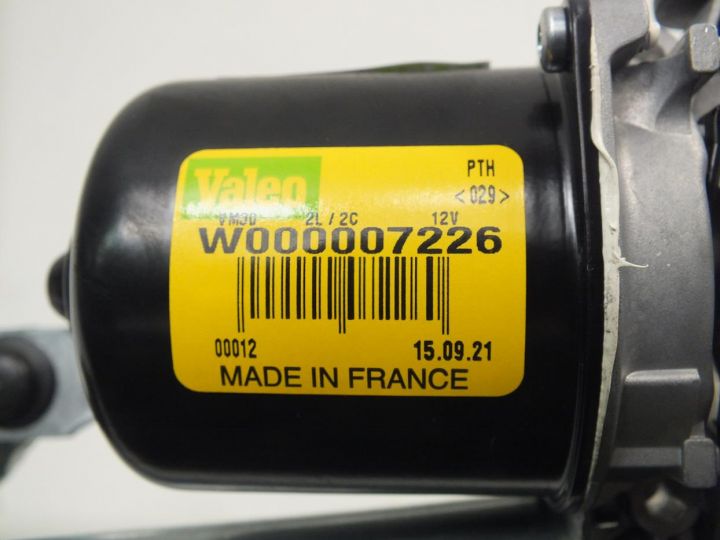 Valeo
PTH
<029>
VM30 2L / 2C 12V
W000007226
00012 15.09.21
MADE IN FRANCE